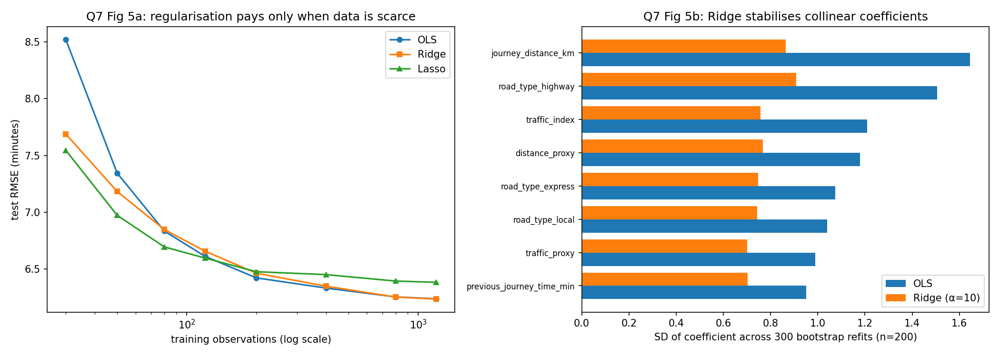 Q7 Fig 5a: regularisation pays only when data is scarce
8.5
8.0
7.5
7.0
6.5
test RMSE (minutes)
OLS
Ridge
Lasso
10²
10³
training observations (log scale)
Q7 Fig 5b: Ridge stabilises collinear coefficients
journey_distance_km
road_type_highway
traffic_index
distance_proxy
road_type_express
road_type_local
traffic_proxy
previous_journey_time_min
OLS
Ridge (α=10)
0.0 0.2 0.4 0.6 0.8 1.0 1.2 1.4 1.6
SD of coefficient across 300 bootstrap refits (n=200)